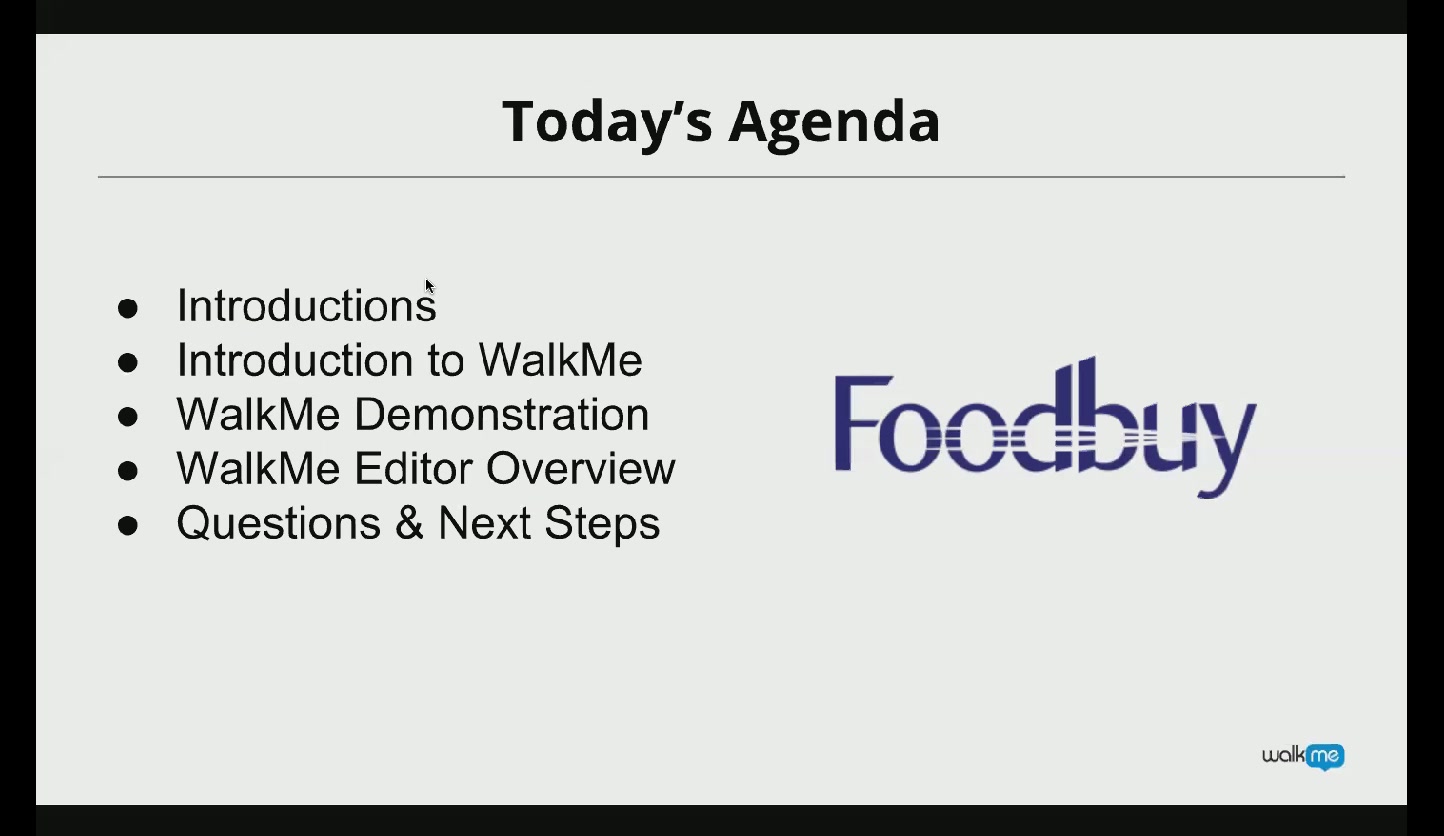 Today’s Agenda
● Introductions
● Introduction to WalkMe
● WalkMe Demonstration
● WalkMe Editor Overview
● Questions & Next Steps
Foodbuy
walkme